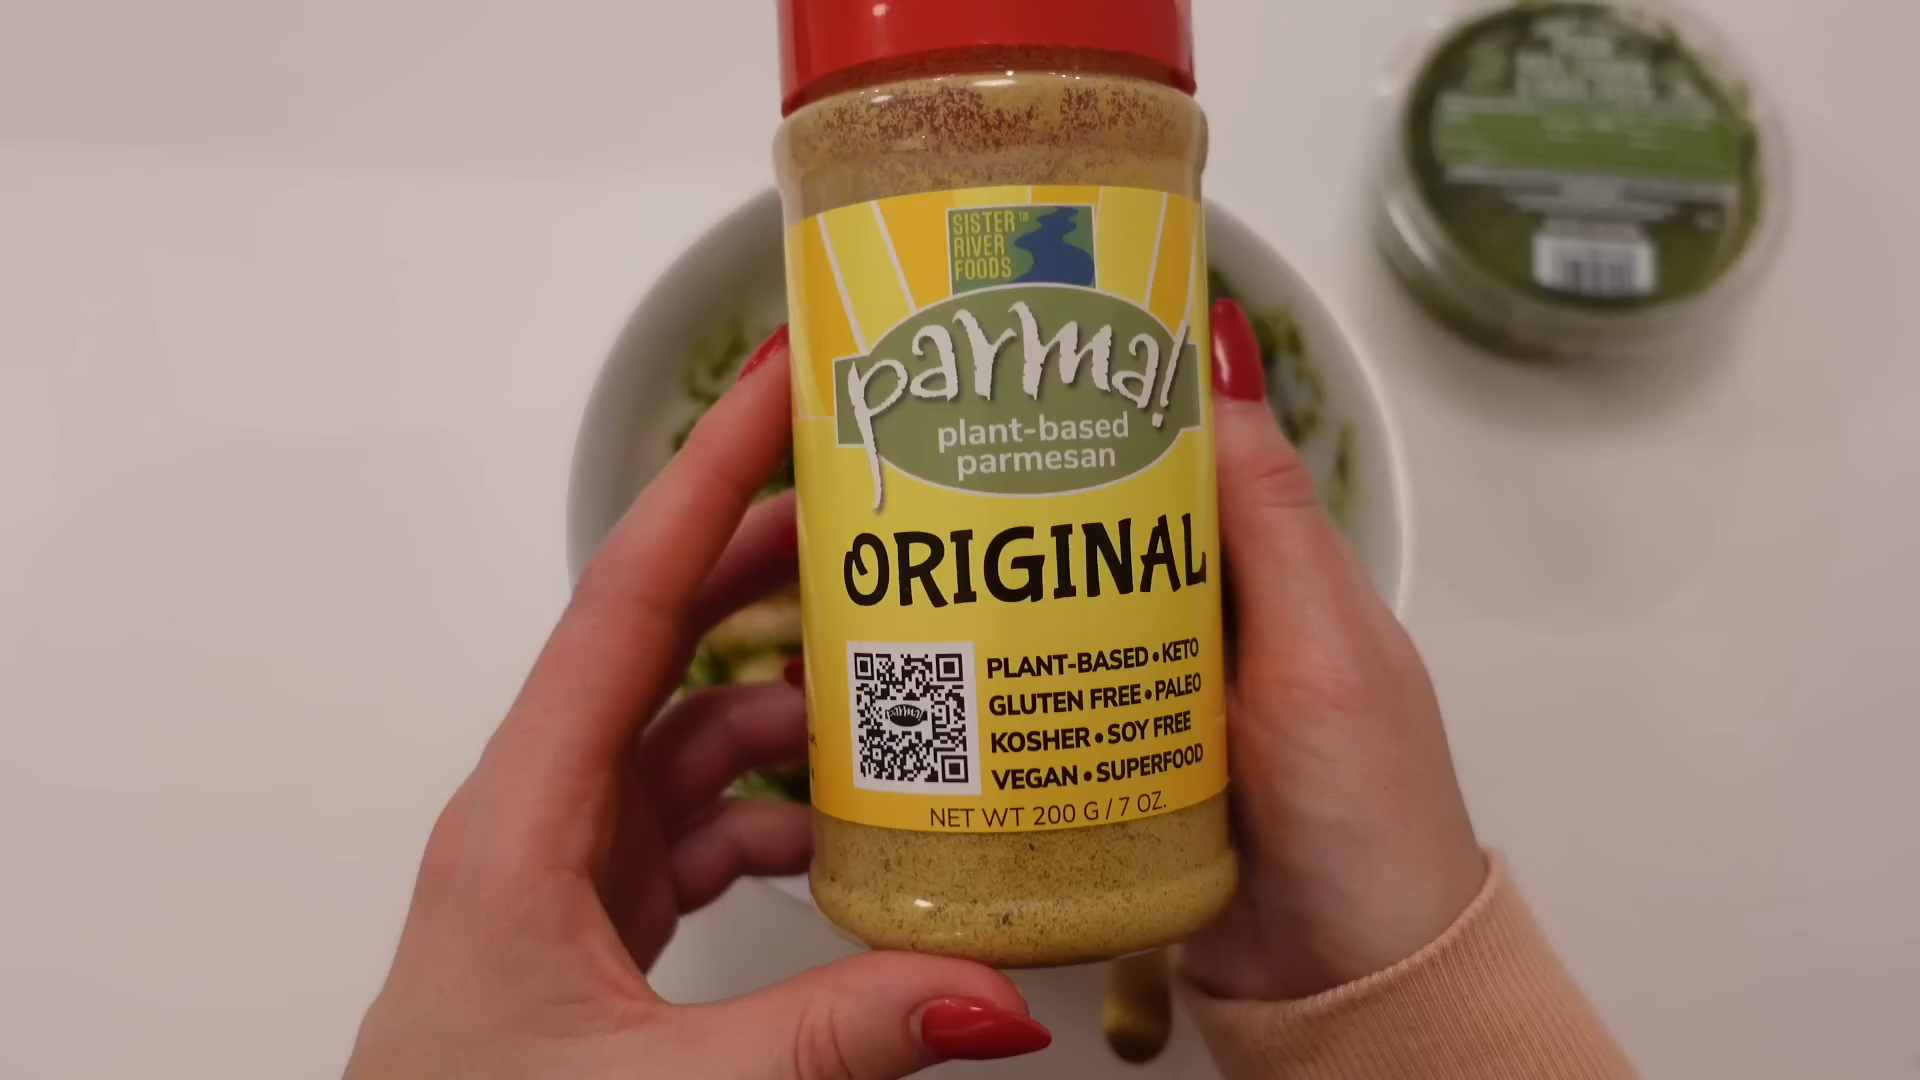 SISTER™
RIVER
FOODS
parma!
plant-based
parmesan
ORIGINAL
parma!
PLANT-BASED • KETO
GLUTEN FREE • PALEO
KOSHER • SOY FREE
VEGAN • SUPERFOOD
NET WT 200 G / 7 OZ.